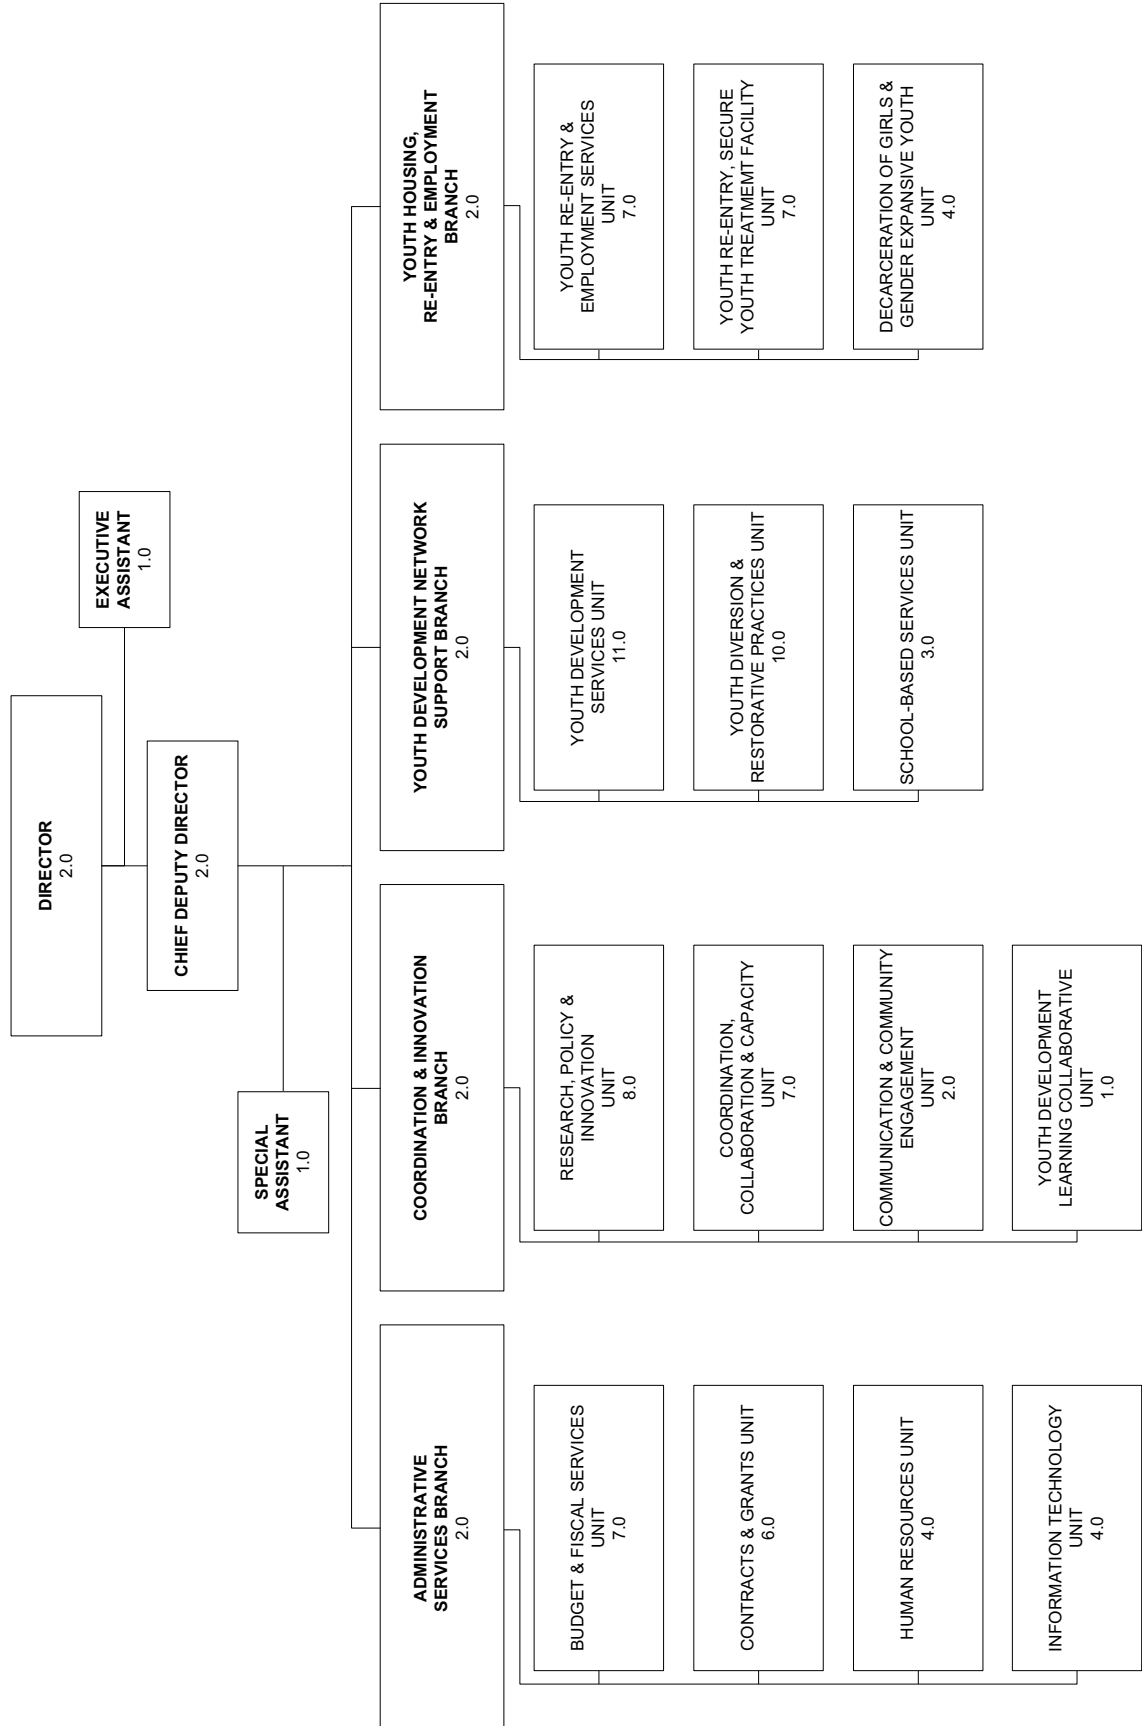 DIRECTOR
2.0
EXECUTIVE
ASSISTANT
1.0
CHIEF DEPUTY DIRECTOR
2.0
SPECIAL
ASSISTANT
1.0
ADMINISTRATIVE
SERVICES BRANCH
2.0
BUDGET & FISCAL SERVICES
UNIT
7.0
CONTRACTS & GRANTS UNIT
6.0
HUMAN RESOURCES UNIT
4.0
INFORMATION TECHNOLOGY
UNIT
4.0
COORDINATION & INNOVATION
BRANCH
2.0
RESEARCH, POLICY &
INNOVATION
UNIT
8.0
COORDINATION,
COLLABORATION & CAPACITY
UNIT
7.0
COMMUNICATION & COMMUNITY
ENGAGEMENT
UNIT
2.0
YOUTH DEVELOPMENT
LEARNING COLLABORATIVE
UNIT
1.0
YOUTH DEVELOPMENT NETWORK
SUPPORT BRANCH
2.0
YOUTH DEVELOPMENT
SERVICES UNIT
11.0
YOUTH DIVERSION &
RESTORATIVE PRACTICES UNIT
10.0
SCHOOL-BASED SERVICES UNIT
3.0
YOUTH HOUSING,
RE-ENTRY & EMPLOYMENT
BRANCH
2.0
YOUTH RE-ENTRY &
EMPLOYMENT SERVICES
UNIT
7.0
YOUTH RE-ENTRY, SECURE
YOUTH TREATMEMT FACILITY
UNIT
7.0
DECARCERATION OF GIRLS &
GENDER EXPANSIVE YOUTH
UNIT
4.0